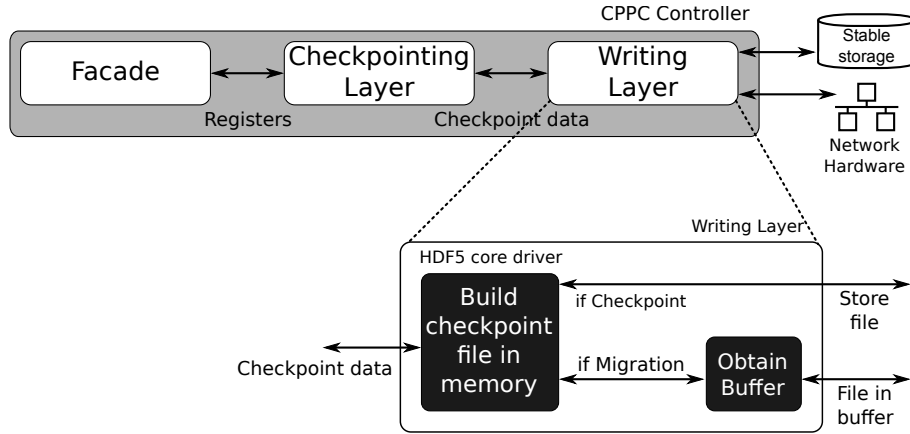 CPPC Controller
Facade
Checkpointing
Layer
Writing
Layer
Stable
storage
Registers
Checkpoint data
Network
Hardware
Writing Layer
HDF5 core driver
Build
checkpoint
file in
memory
if Checkpoint
Store
file
Checkpoint data
if Migration
Obtain
Buffer
File in
buffer